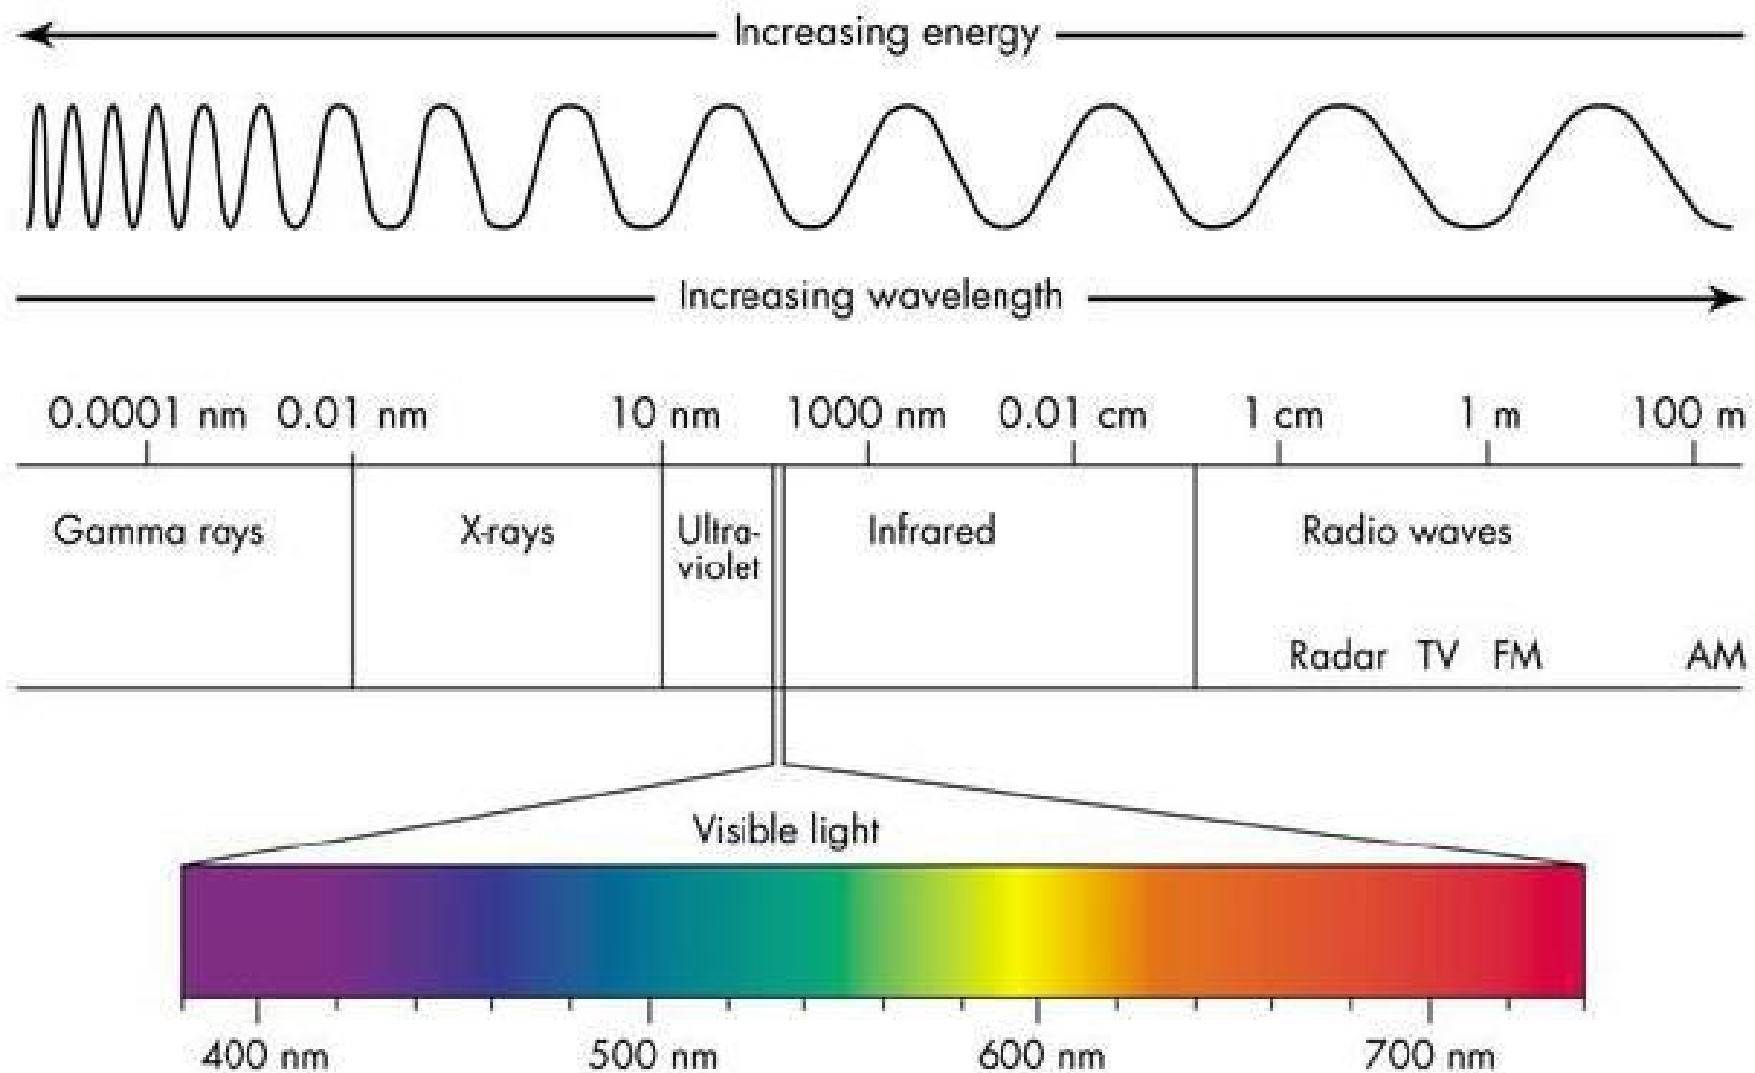 Increasing energy
Increasing wavelength
0.0001 nm 0.01 nm 10 nm 1000 nm 0.01 cm 1 cm 1 m 100 m
Gamma rays X-rays Ultra-
violet Infrared Radio waves
Radar TV FM AM
Visible light
400 nm 500 nm 600 nm 700 nm